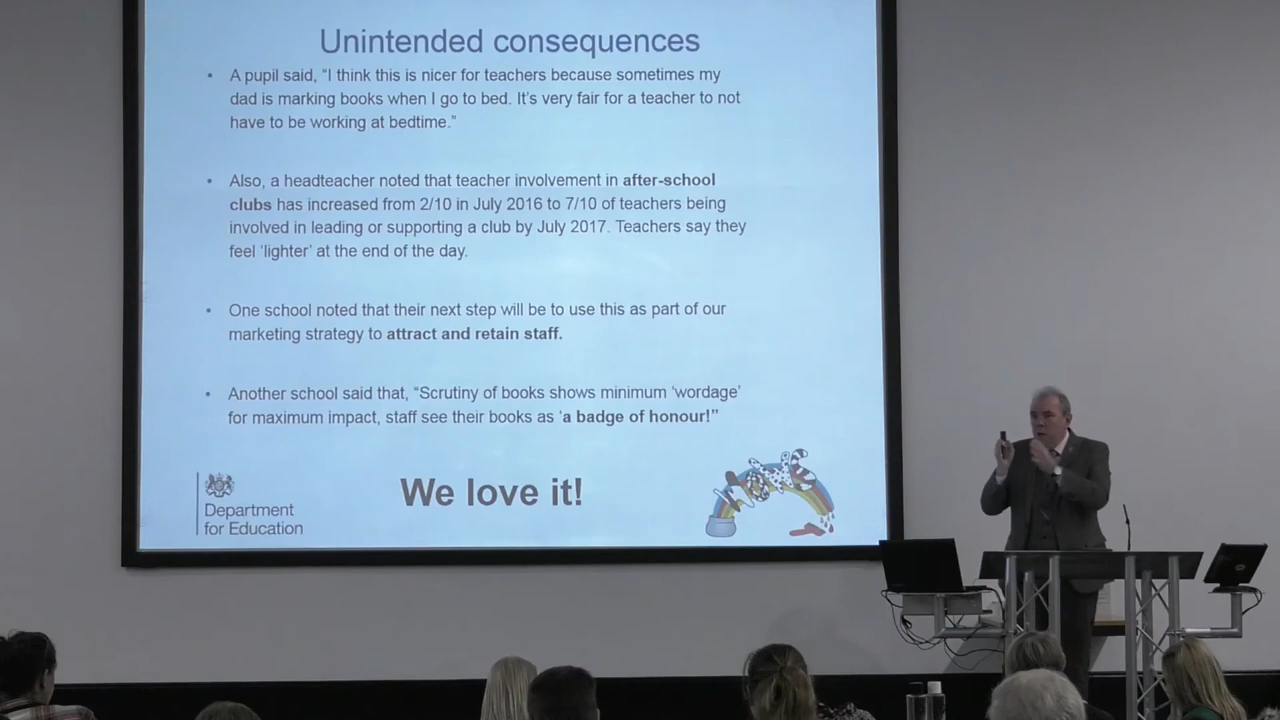 Unintended consequences
• A pupil said, "I think this is nicer for teachers because sometimes my
dad is marking books when I go to bed. It's very fair for a teacher to not
have to be working at bedtime."
• Also, a headteacher noted that teacher involvement in after-school
clubs has increased from 2/10 in July 2016 to 7/10 of teachers being
involved in leading or supporting a club by July 2017. Teachers say they
feel 'lighter' at the end of the day.
• One school noted that their next step will be to use this as part of our
marketing strategy to attract and retain staff.
• Another school said that, "Scrutiny of books shows minimum 'wordage'
for maximum impact, staff see their books as 'a badge of honour!"
We love it!
Department
for Education